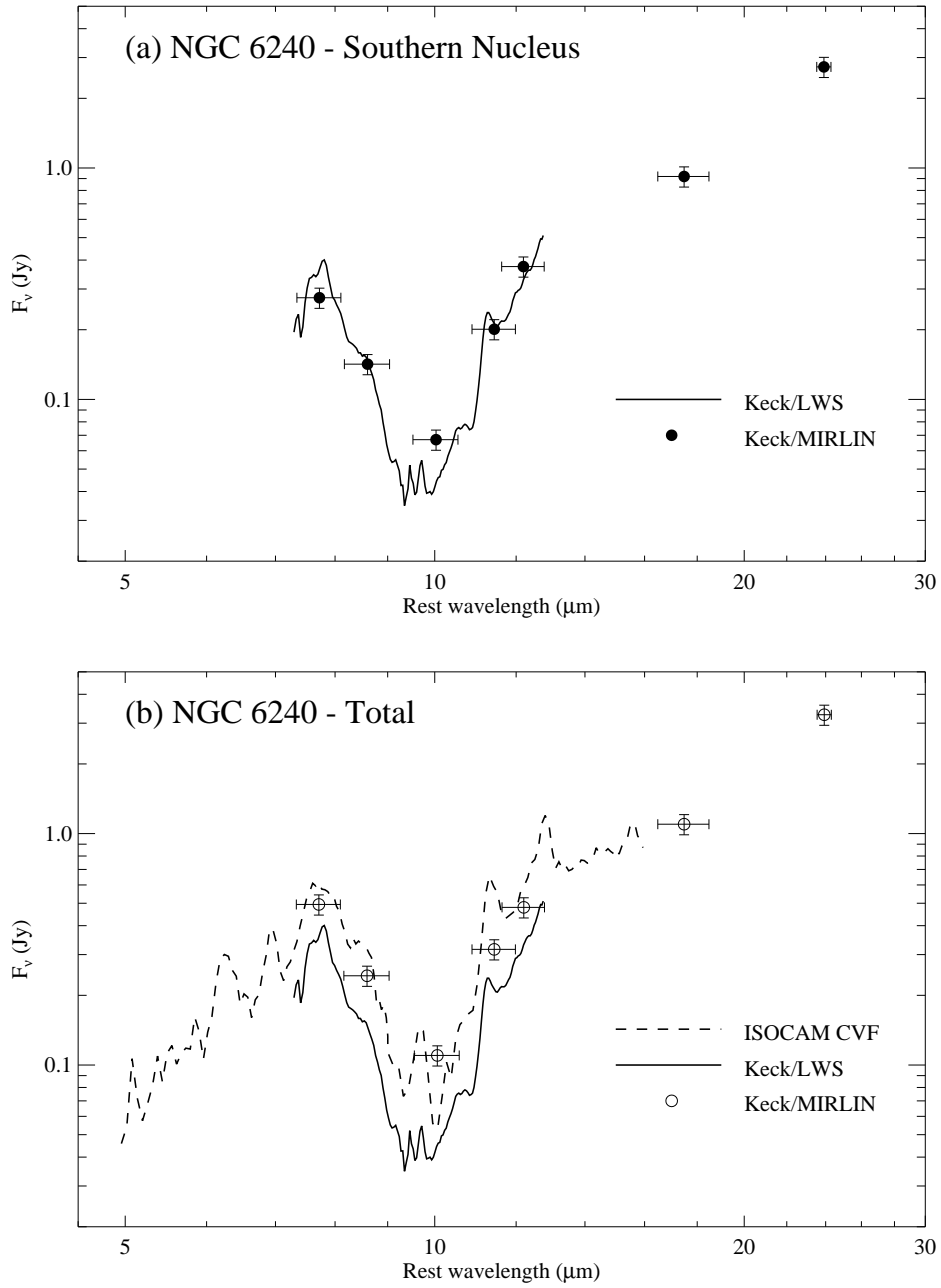 (a) NGC 6240 - Southern Nucleus
1.0
Fν (Jy)
0.1
Keck/LWS
Keck/MIRLIN
5 10 20 30
Rest wavelength (μm)
(b) NGC 6240 - Total
1.0
Fν (Jy)
0.1
ISOCAM CVF
Keck/LWS
Keck/MIRLIN
5 10 20 30
Rest wavelength (μm)